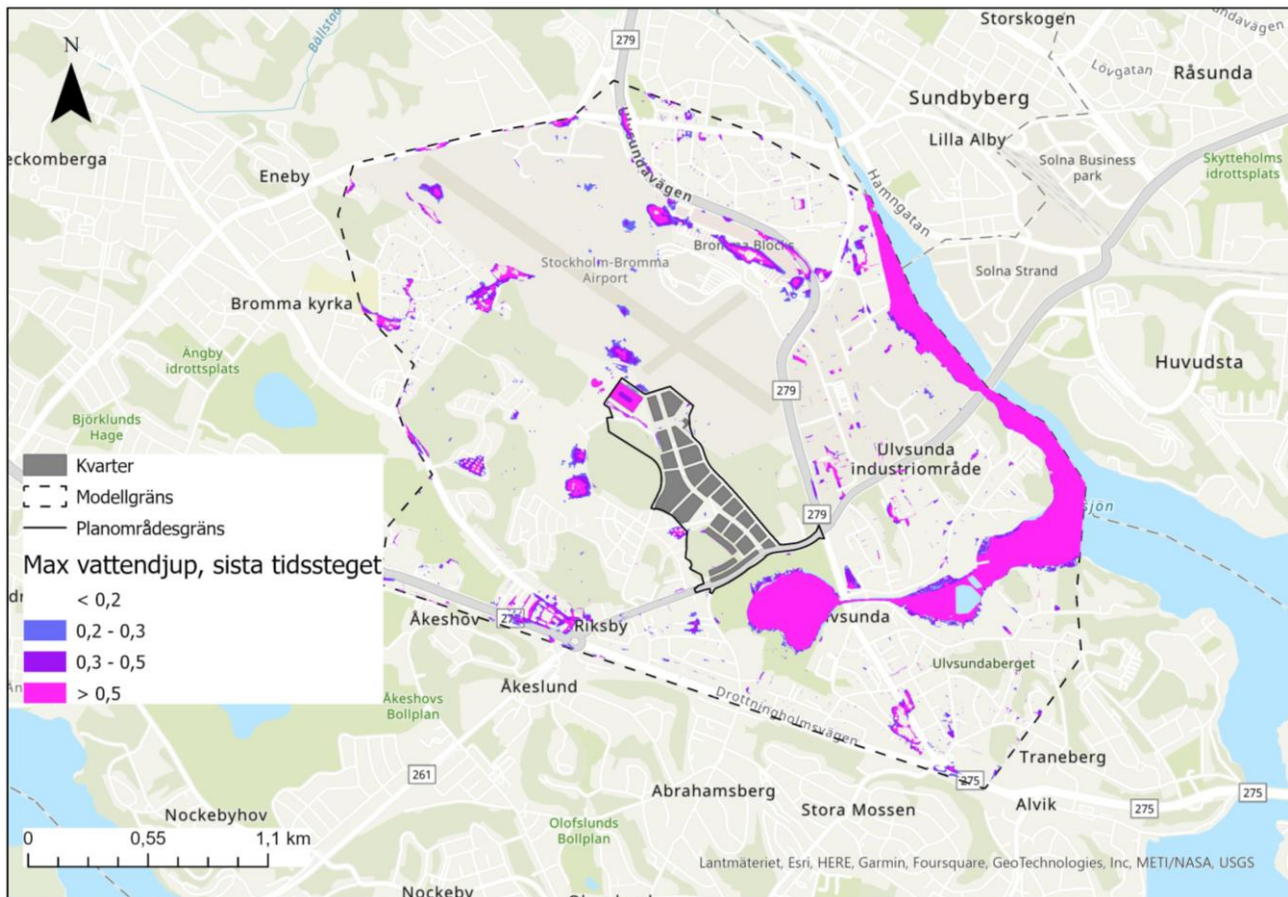 Storskogen
279
Bällstaå
Lövgatan
Råsunda
N
Sundbyberg
Lilla Alby
Solna Business
park
Skytteholms
idrottsplats
eckomberga
Eneby
Ulvsundavägen
Hamngatan
Bromma Blocks
Stockholm-Bromma
Airport
Solna Strand
Bromma kyrka
Ängby
idrottsplats
Huvudsta
279
Björklunds
Hage
Ulvsunda
industriområde
Kvarter
Modellgräns
279
sjön
Planområdesgräns
Max vattendjup, sista tidssteget
< 0,2
0,2 - 0,3
0,3 - 0,5
> 0,5
Åkeshov
Riksby
lvsunda
Ulvsundaberget
Åkeslund
Åkeshovs
Bollplan
Drottningholmsvägen
Traneberg
261
275
Abrahamsberg
Stora Mossen
Alvik
275
275
Nockebyhov
0
0,55
1,1 km
Olofslunds
Bollplan
Lantmäteriet, Esri, HERE, Garmin, Foursquare, GeoTechnologies, Inc, METI/NASA, USGS
Nockeby